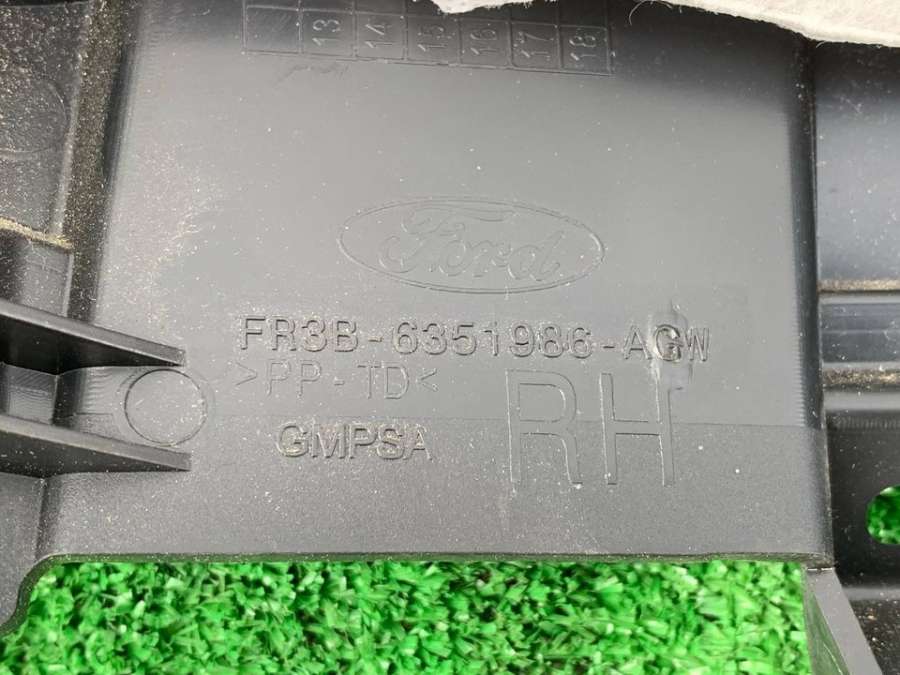 13 14 15 16 17 18
Ford
FR3B-6351986-AGW
>PP-TD<
GMPSA
RH